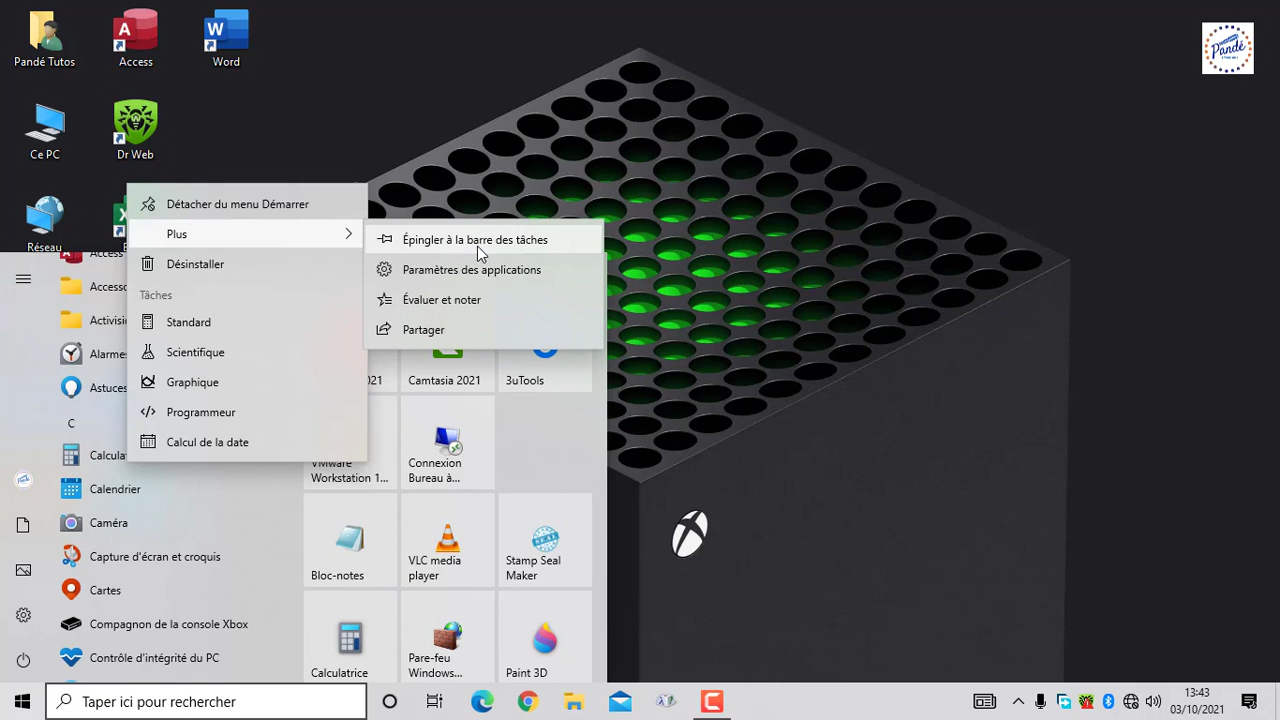 Pandé Tutos
Access
Word
Pandé
Ce PC
Dr Web
Réseau
Détacher du menu Démarrer
Plus
Désinstaller
Tâches
Standard
Scientifique
Graphique
Programmeur
Calcul de la date
Épingler à la barre des tâches
Paramètres des applications
Évaluer et noter
Partager
Access
Alarmes
Astuces
C
Calendrier
Caméra
Capture d'écran et croquis
Cartes
Compagnon de la console Xbox
Contrôle d'intégrité du PC
2021
Camtasia 2021
3uTools
VMware
Workstation 1...
Connexion
Bureau à...
Bloc-notes
VLC media
player
SEAL
Stamp Seal
Maker
Calculatrice
Pare-feu
Windows...
Paint 3D
Taper ici pour rechercher
13:43
03/10/2021